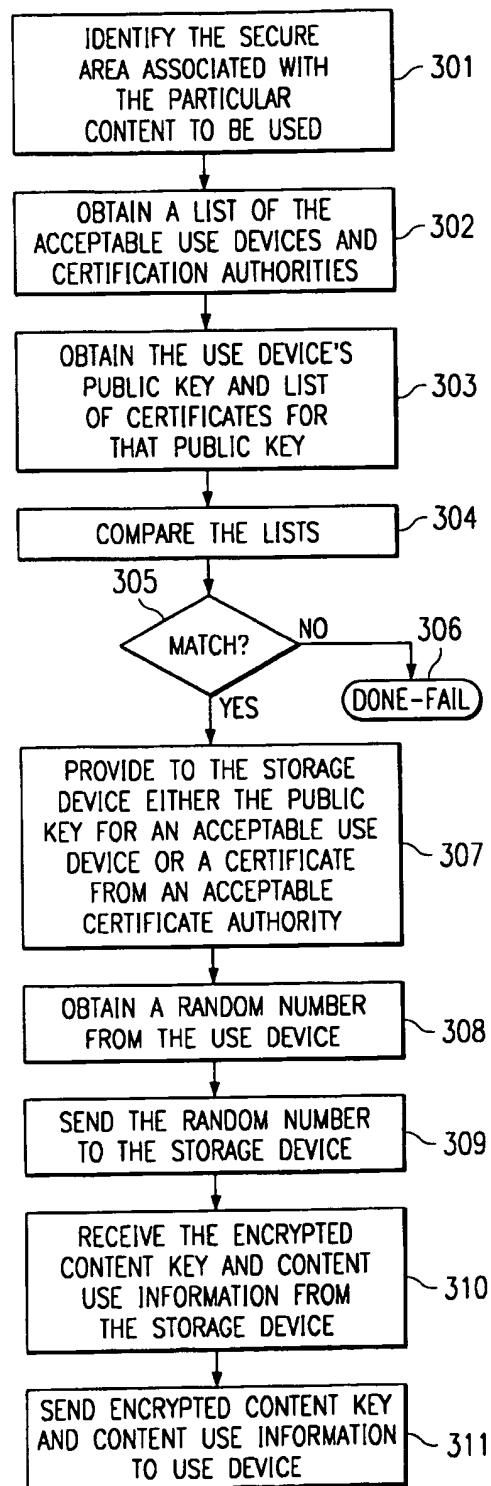 IDENTIFY THE SECURE
AREA ASSOCIATED WITH
THE PARTICULAR
CONTENT TO BE USED
301
OBTAIN A LIST OF THE
ACCEPTABLE USE DEVICES AND
CERTIFICATION AUTHORITIES
302
OBTAIN THE USE DEVICE'S
PUBLIC KEY AND LIST
OF CERTIFICATES FOR
THAT PUBLIC KEY
303
COMPARE THE LISTS
304
305
MATCH?
NO
306
DONE-FAIL
YES
PROVIDE TO THE STORAGE
DEVICE EITHER THE PUBLIC
KEY FOR AN ACCEPTABLE USE
DEVICE OR A CERTIFICATE
FROM AN ACCEPTABLE
CERTIFICATE AUTHORITY
307
OBTAIN A RANDOM NUMBER
FROM THE USE DEVICE
308
SEND THE RANDOM NUMBER
TO THE STORAGE DEVICE
309
RECEIVE THE ENCRYPTED
CONTENT KEY AND CONTENT
USE INFORMATION FROM
THE STORAGE DEVICE
310
SEND ENCRYPTED CONTENT KEY
AND CONTENT USE INFORMATION
TO USE DEVICE
311